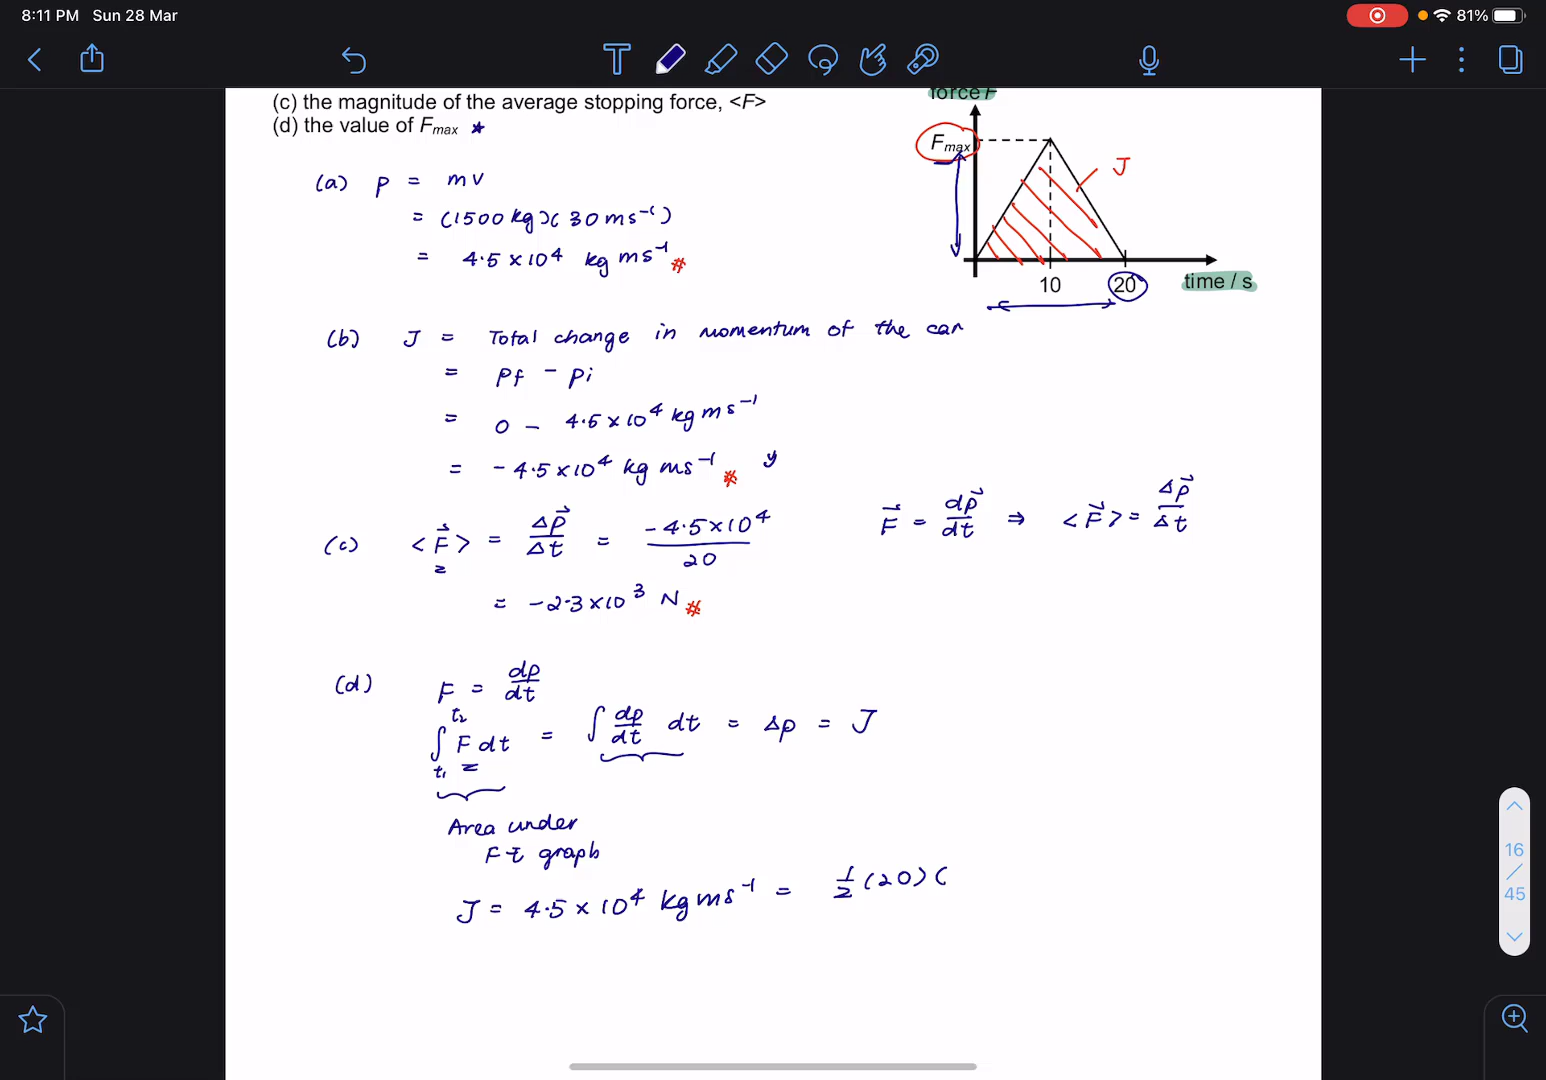 8:11 PM Sun 28 Mar
81%
(c) the magnitude of the average stopping force, <F>
(d) the value of Fmax *
force F
Fmax
J
10
20
time / s
(a) p = mv
= (1500 kg)(30 ms⁻¹)
= 4.5 × 10⁴ kg ms⁻¹ #
(b) J = Total change in momentum of the car
= pf - pi
= 0 - 4.5 × 10⁴ kg ms⁻¹
= - 4.5 × 10⁴ kg ms⁻¹ # y
(c) <F⃗> = Δp⃗/Δt = -4.5×10⁴/20
= -2.3×10³ N #
F⃗ = dp⃗/dt ⇒ <F⃗> = Δp⃗/Δt
(d) F = dp/dt
∫t₁t₂ F dt = ∫ dp/dt dt = Δp = J
Area under
F-t graph
J = 4.5 × 10⁴ kg ms⁻¹ = 1/2 (20)(
16
/
45